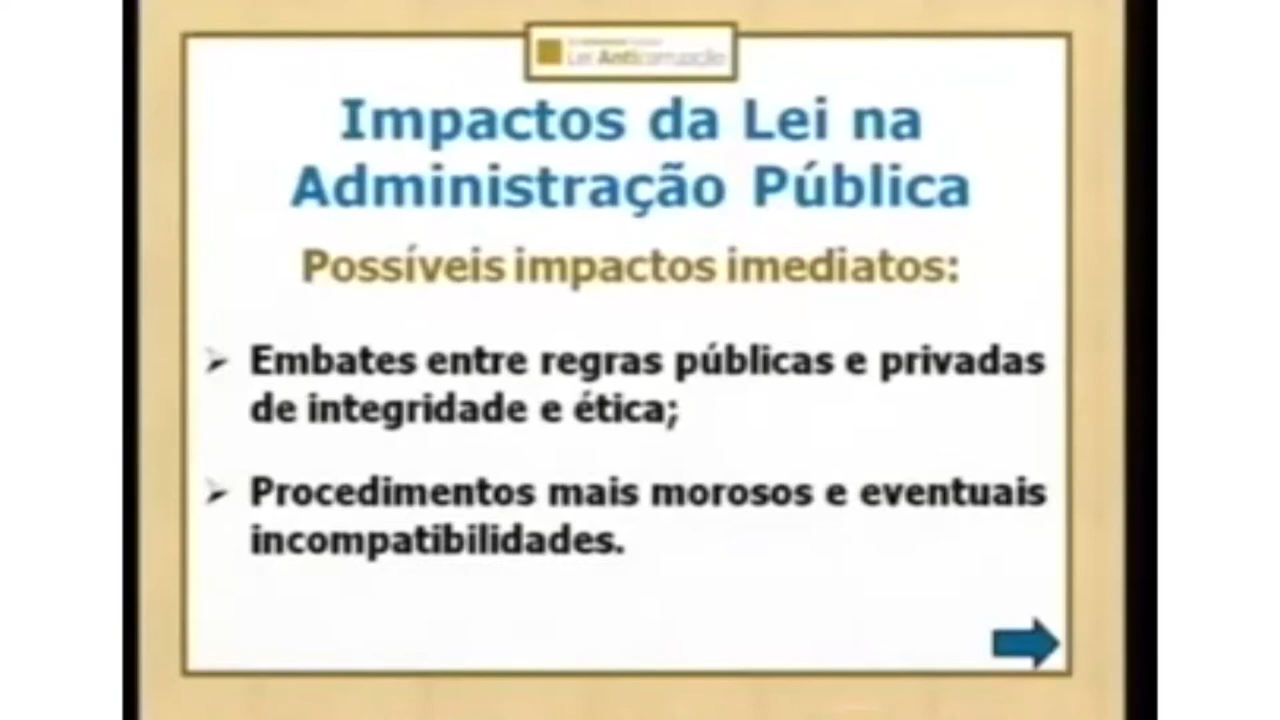 Lei Anticorrupção
Impactos da Lei na
Administração Pública
Possíveis impactos imediatos:
➢ Embates entre regras públicas e privadas
de integridade e ética;
➢ Procedimentos mais morosos e eventuais
incompatibilidades.